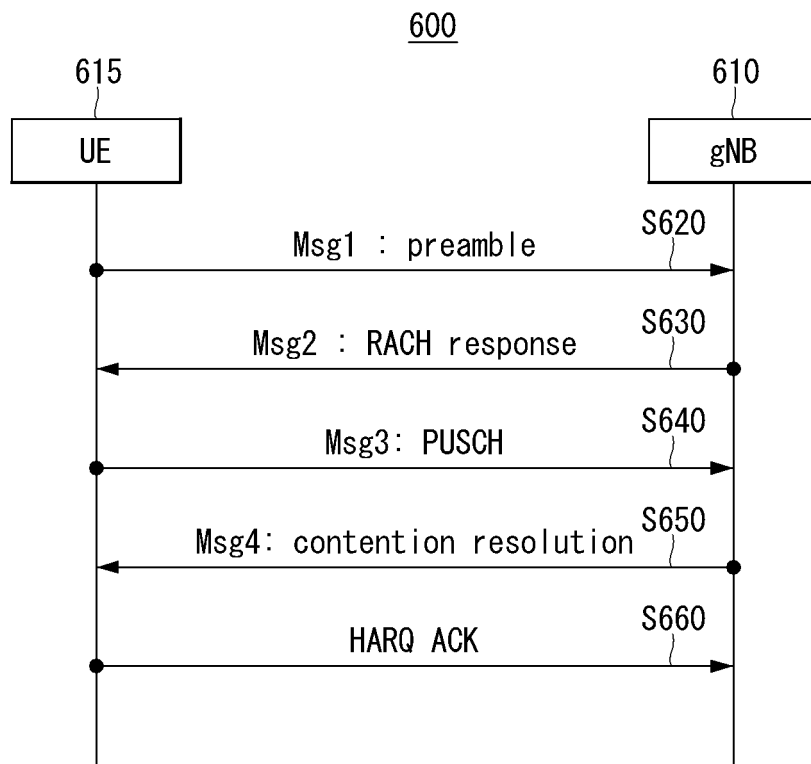 600
615
610
UE
gNB
S620
Msg1 : preamble
S630
Msg2 : RACH response
S640
Msg3: PUSCH
S650
Msg4: contention resolution
S660
HARQ ACK